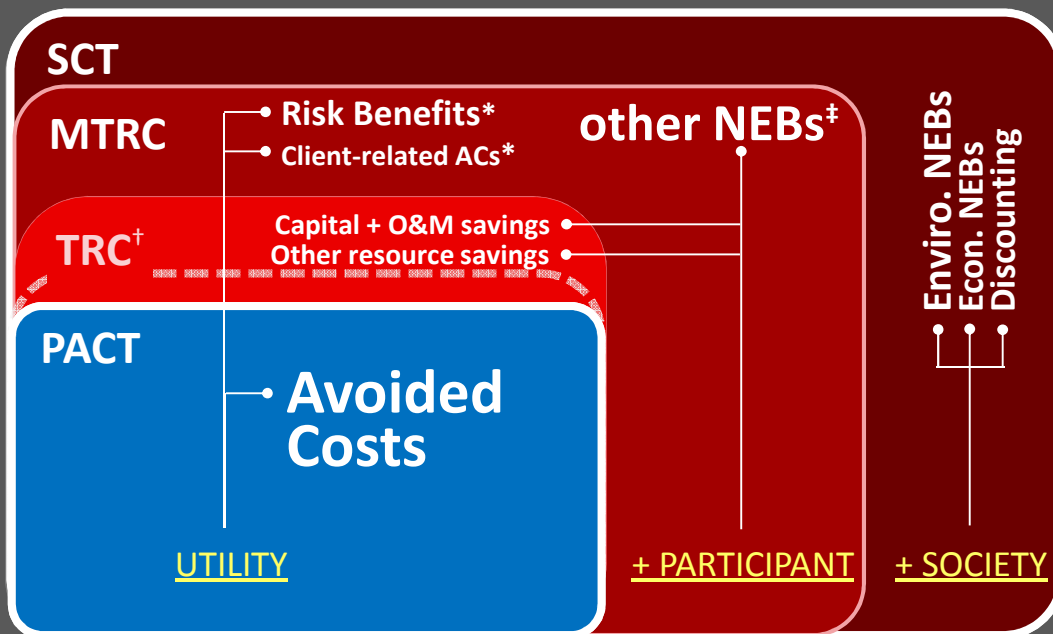 SCT
MTRC
Risk Benefits*
Client-related ACs*
other NEBs‡
TRC†
Capital + O&M savings
Other resource savings
PACT
Avoided
Costs
Enviro. NEBs
Econ. NEBs
Discounting
UTILITY
+ PARTICIPANT
+ SOCIETY